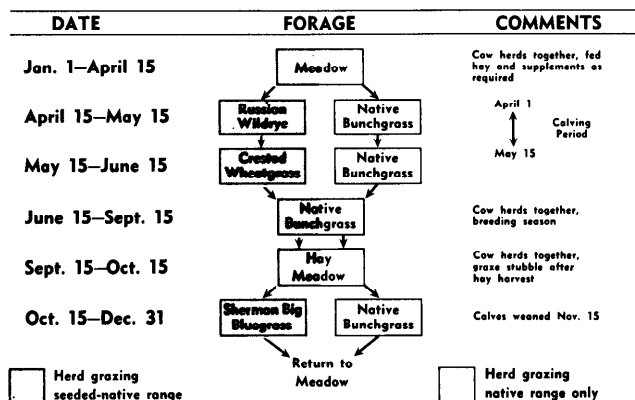 DATE FORAGE COMMENTS
Jan. 1—April 15
Meadow
Cow herds together, fed
hay and supplements as
required
April 15—May 15
Russian
Wildrye
Native
Bunchgrass
April 1
Calving
Period
May 15
May 15—June 15
Crested
Wheatgrass
Native
Bunchgrass
June 15—Sept. 15
Native
Bunchgrass
Cow herds together,
breeding season
Sept. 15—Oct. 15
Hay
Meadow
Cow herds together,
graze stubble after
hay harvest
Oct. 15—Dec. 31
Sherman Big
Bluegrass
Native
Bunchgrass
Calves weaned Nov. 15
Return to
Meadow
Herd grazing
seeded-native range
Herd grazing
native range only